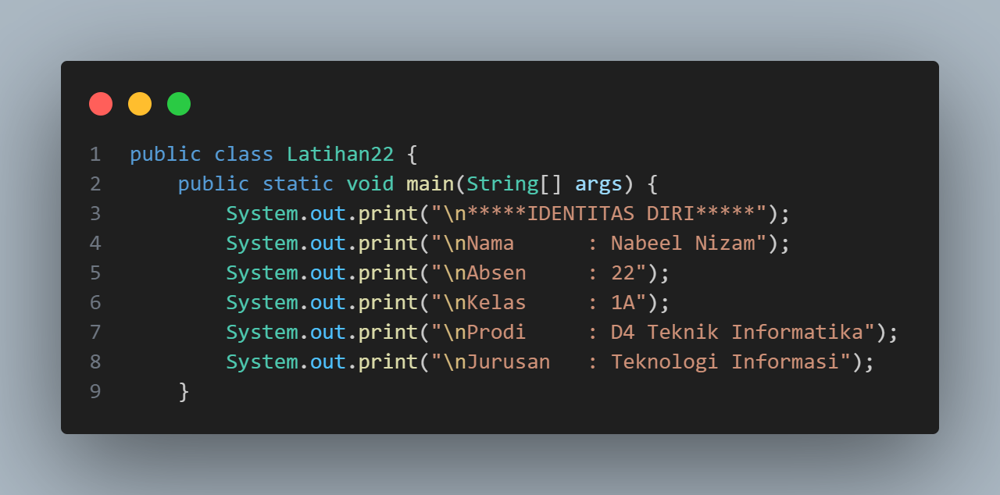 1 public class Latihan22 {
2     public static void main(String[] args) {
3         System.out.print("\n*****IDENTITAS DIRI*****");
4         System.out.print("\nNama      : Nabeel Nizam");
5         System.out.print("\nAbsen     : 22");
6         System.out.print("\nKelas     : 1A");
7         System.out.print("\nProdi     : D4 Teknik Informatika");
8         System.out.print("\nJurusan   : Teknologi Informasi");
9     }